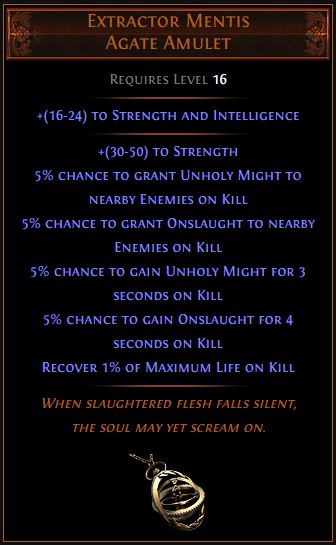 Extractor Mentis
Agate Amulet
Requires Level 16
+(16-24) to Strength and Intelligence
+(30-50) to Strength
5% chance to grant Unholy Might to
nearby Enemies on Kill
5% chance to grant Onslaught to nearby
Enemies on Kill
5% chance to gain Unholy Might for 3
seconds on Kill
5% chance to gain Onslaught for 4
seconds on Kill
Recover 1% of Maximum Life on Kill
When slaughtered flesh falls silent,
the soul may yet scream on.